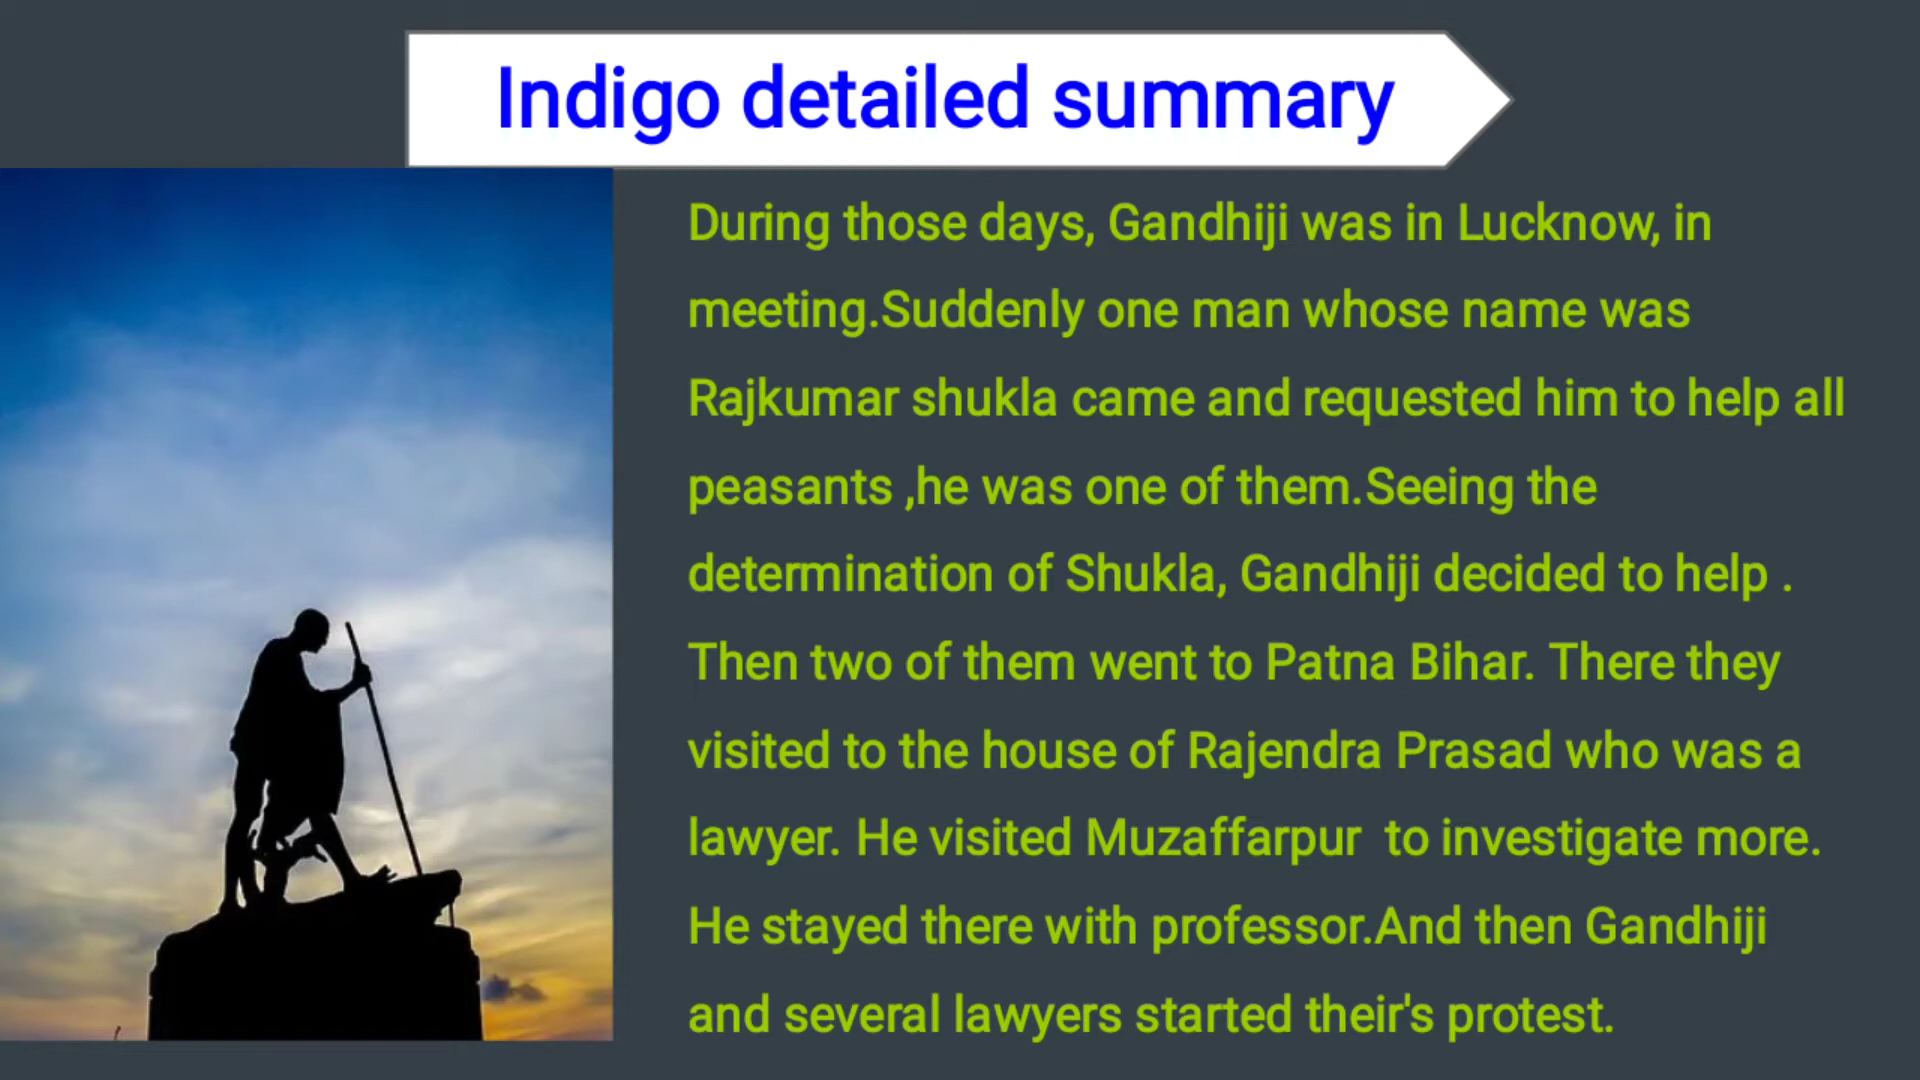 Indigo detailed summary
During those days, Gandhiji was in Lucknow, in
meeting.Suddenly one man whose name was
Rajkumar shukla came and requested him to help all
peasants ,he was one of them.Seeing the
determination of Shukla, Gandhiji decided to help .
Then two of them went to Patna Bihar. There they
visited to the house of Rajendra Prasad who was a
lawyer. He visited Muzaffarpur  to investigate more.
He stayed there with professor.And then Gandhiji
and several lawyers started their's protest.